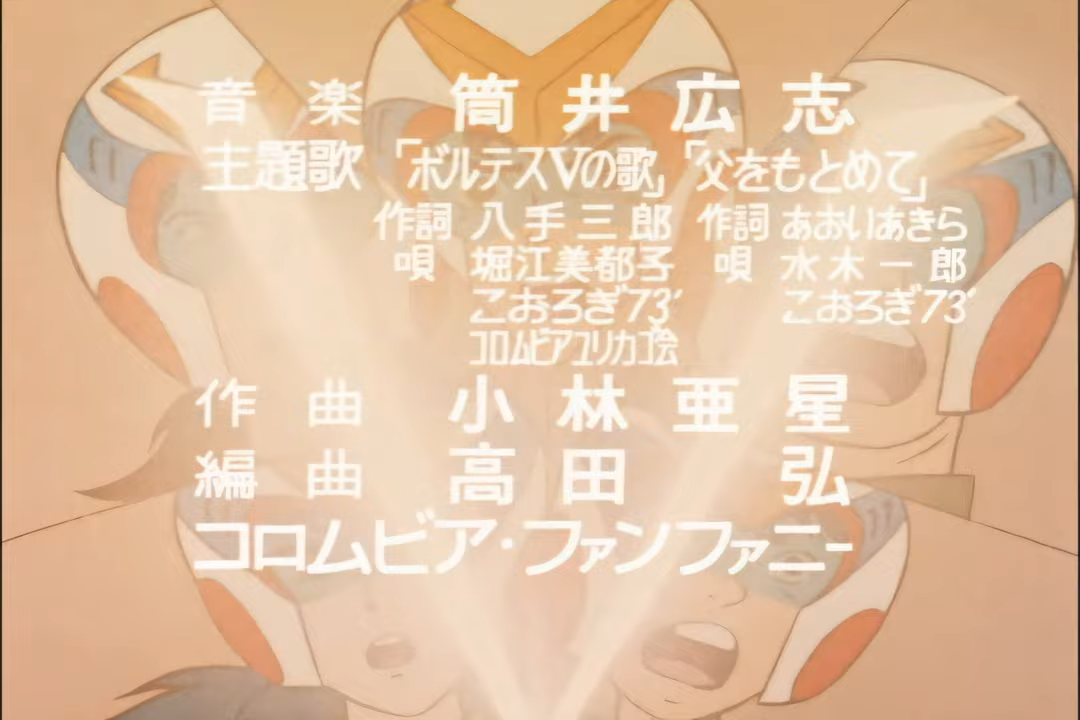 音楽 筒井広志
主題歌 「ボルテスVの歌」「父をもとめて」
作詞 八手三郎 作詞 あおいあきら
唄 堀江美都子 唄 水木一郎
こおろぎ'73 こおろぎ'73
コロムビアユリカゴ会
作曲 小林亜星
編曲 高田弘
コロムビア・ファンファニー